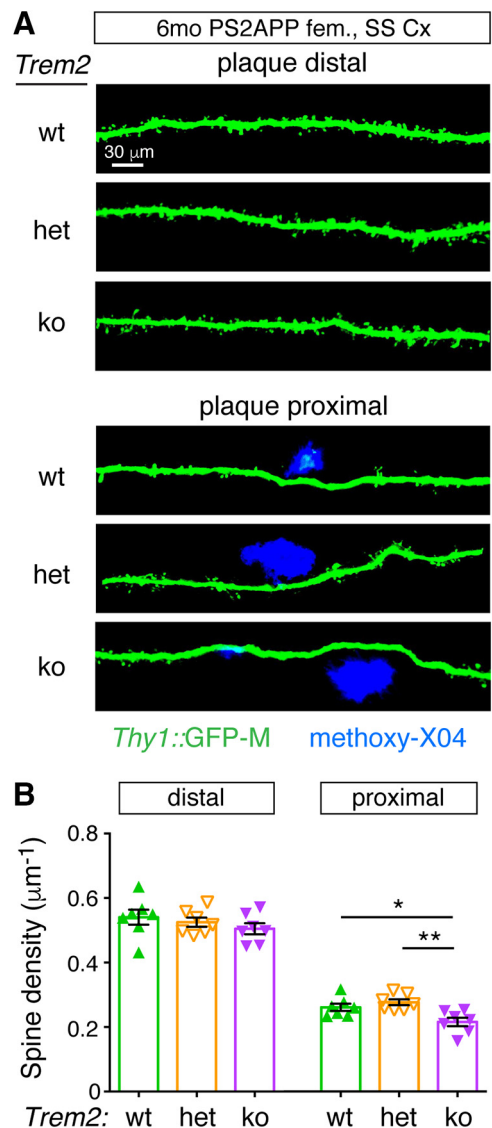 A
6mo PS2APP fem., SS Cx
Trem2
plaque distal
wt
30 μm
het
ko
plaque proximal
wt
het
ko
Thy1::GFP-M methoxy-X04
B
distal proximal
Spine density (μm-1)
0.8
0.6
0.4
0.2
0
*
**
Trem2: wt het ko wt het ko